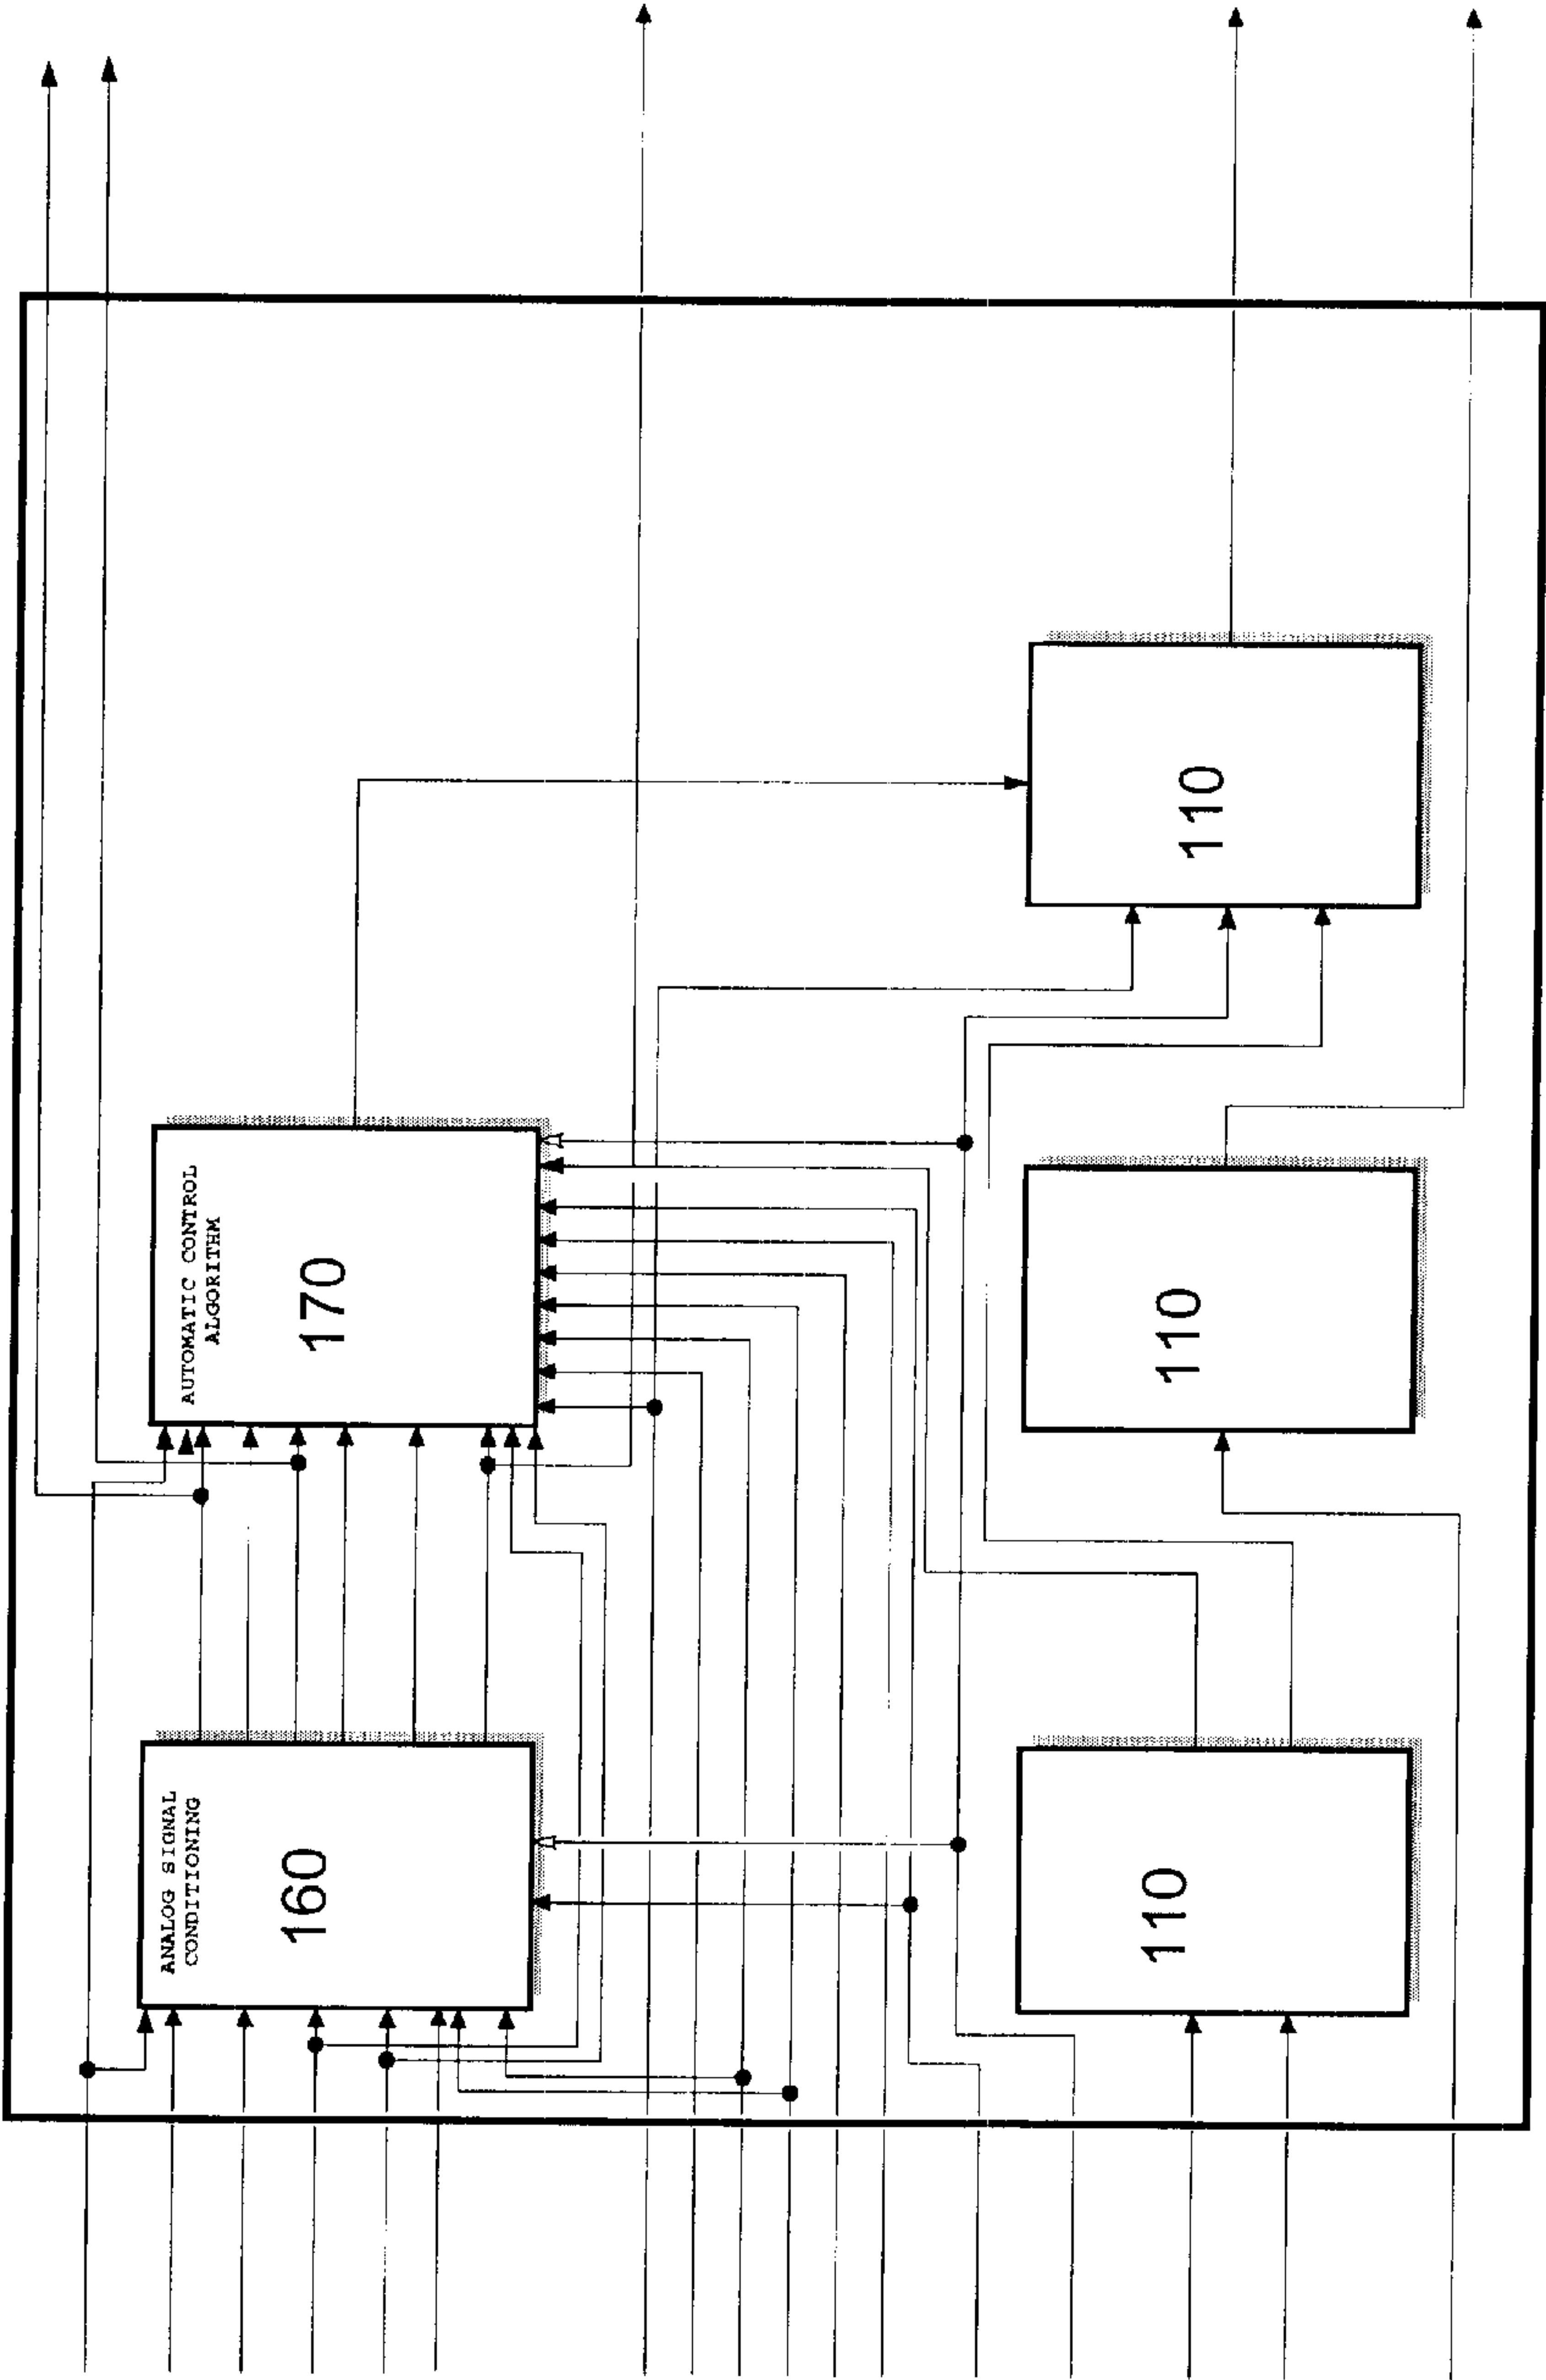 ANALOG SIGNAL
CONDITIONING
160
AUTOMATIC CONTROL
ALGORITHM
170
110
110
110